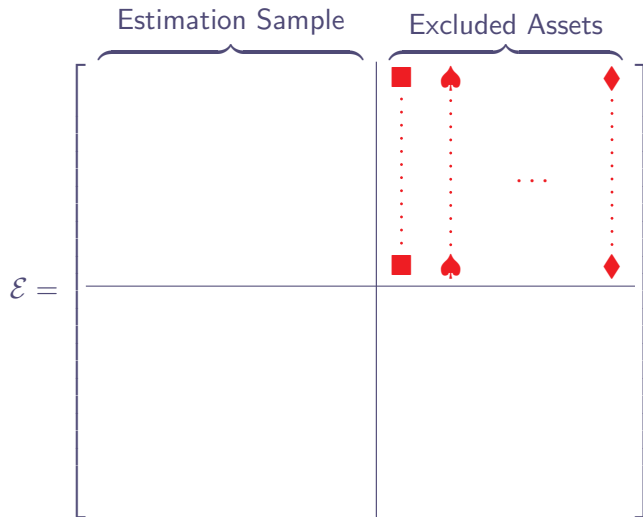 Estimation Sample Excluded Assets
■ ♠ ♦
...
■ ♠ ♦
ℰ =